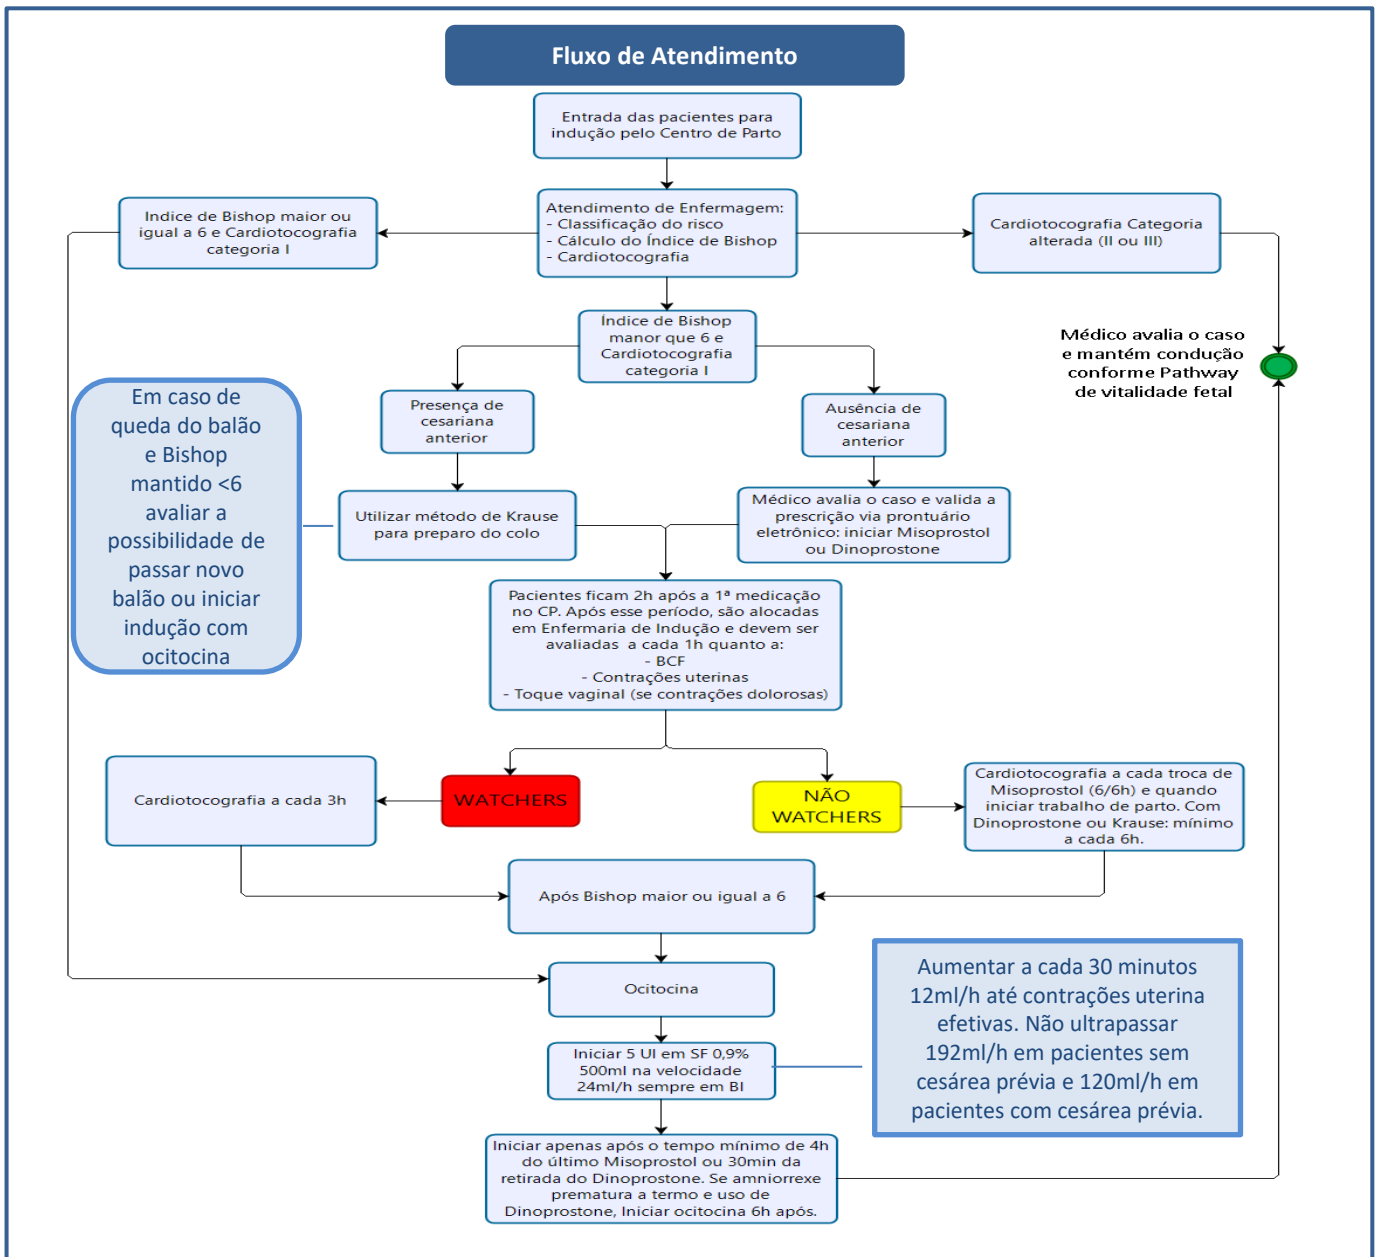 Fluxo de Atendimento
Entrada das pacientes para
indução pelo Centro de Parto
Indice de Bishop maior ou
igual a 6 e Cardiotocografia
categoria I
Atendimento de Enfermagem:
- Classificação do risco
- Cálculo do Índice de Bishop
- Cardiotocografia
Cardiotocografia Categoria
alterada (II ou III)
Índice de Bishop
manor que 6 e
Cardiotocografia
categoria I
Médico avalia o caso
e mantém condução
conforme Pathway
de vitalidade fetal
Em caso de
queda do balão
e Bishop
mantido <6
avaliar a
possibilidade de
passar novo
balão ou iniciar
indução com
ocitocina
Presença de
cesariana
anterior
Ausência de
cesariana
anterior
Utilizar método de Krause
para preparo do colo
Médico avalia o caso e valida a
prescrição via prontuário
eletrônico: iniciar Misoprostol
ou Dinoprostone
Pacientes ficam 2h após a 1ª medicação
no CP. Após esse período, são alocadas
em Enfermaria de Indução e devem ser
avaliadas  a cada 1h quanto a:
- BCF
- Contrações uterinas
- Toque vaginal (se contrações dolorosas)
Cardiotocografia a cada 3h
WATCHERS
NÃO
WATCHERS
Cardiotocografia a cada troca de
Misoprostol (6/6h) e quando
iniciar trabalho de parto. Com
Dinoprostone ou Krause: mínimo
a cada 6h.
Após Bishop maior ou igual a 6
Ocitocina
Iniciar 5 UI em SF 0,9%
500ml na velocidade
24ml/h sempre em BI
Aumentar a cada 30 minutos
12ml/h até contrações uterina
efetivas. Não ultrapassar
192ml/h em pacientes sem
cesárea prévia e 120ml/h em
pacientes com cesárea prévia.
Iniciar apenas após o tempo mínimo de 4h
do último Misoprostol ou 30min da
retirada do Dinoprostone. Se amniorrexe
prematura a termo e uso de
Dinoprostone, Iniciar ocitocina 6h após.